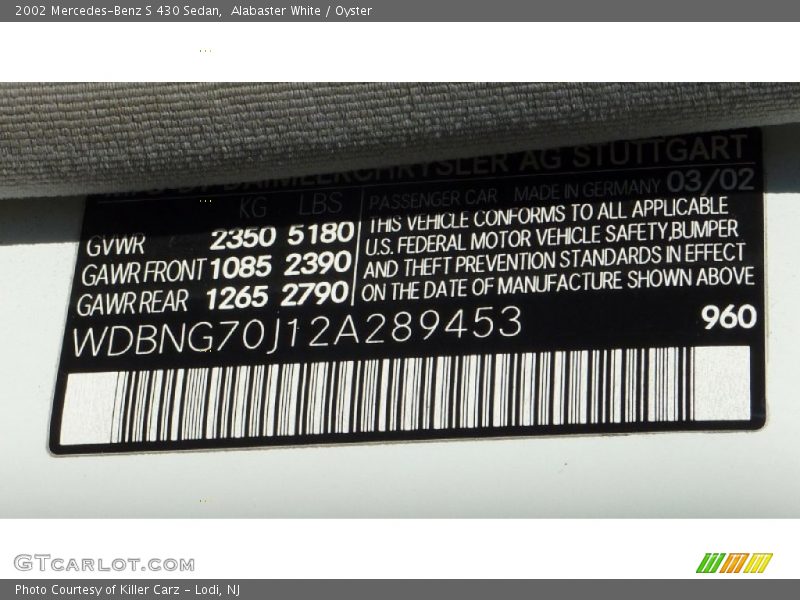 2002 Mercedes-Benz S 430 Sedan,  Alabaster White / Oyster
DAIMLERCHRYSLER AG STUTTGART
KG LBS
PASSENGER CAR MADE IN GERMANY 03/02
GVWR 2350 5180
GAWR FRONT 1085 2390
GAWR REAR 1265 2790
THIS VEHICLE CONFORMS TO ALL APPLICABLE
U.S. FEDERAL MOTOR VEHICLE SAFETY,BUMPER
AND THEFT PREVENTION STANDARDS IN EFFECT
ON THE DATE OF MANUFACTURE SHOWN ABOVE
WDBNG70J12A289453
960
GTcarlot.com
Photo Courtesy of Killer Carz - Lodi, NJ